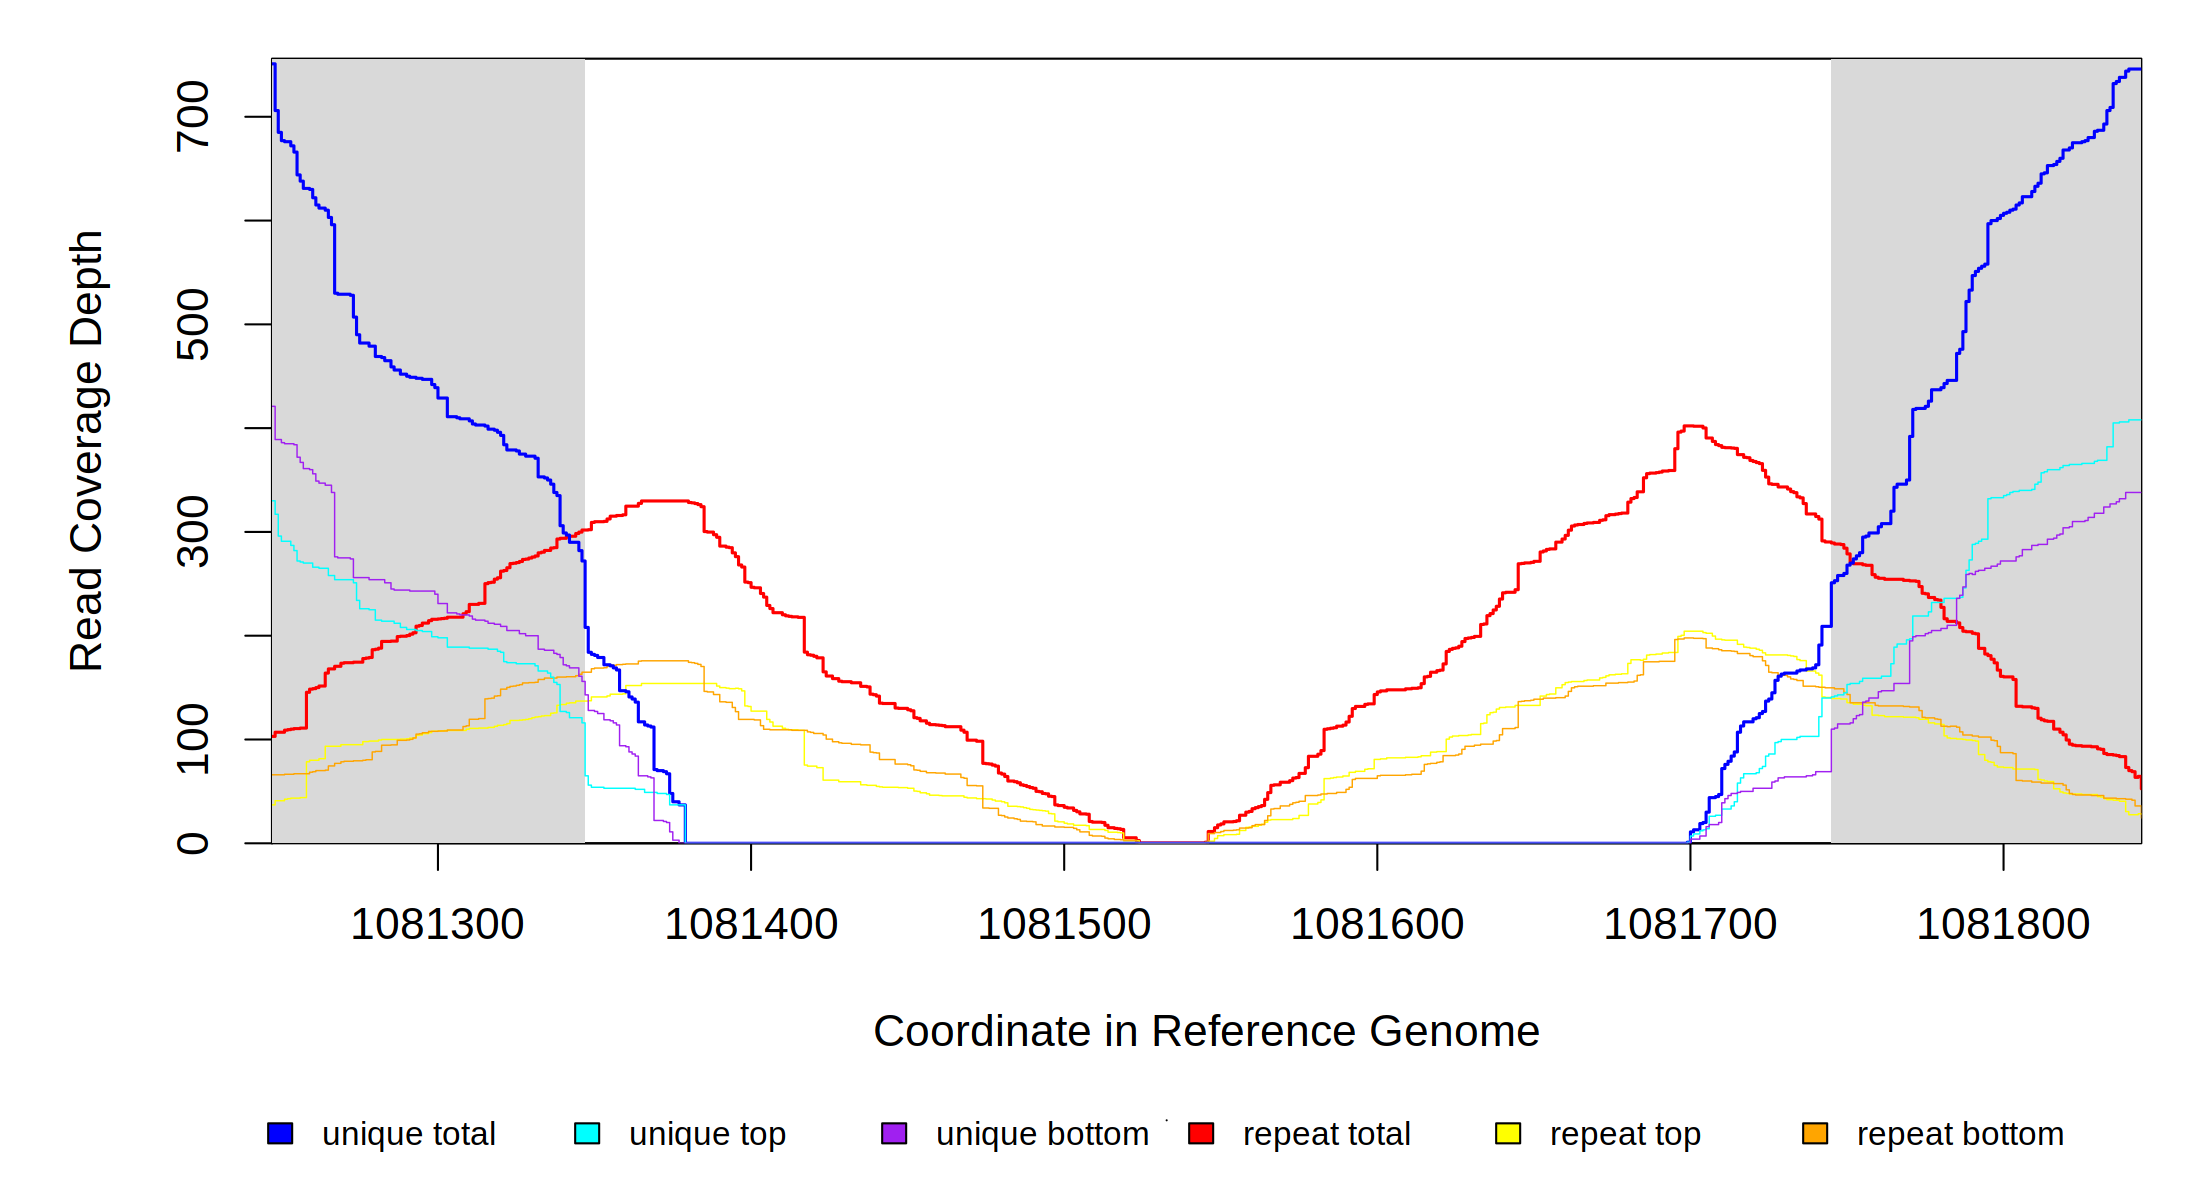 Read Coverage Depth
700
500
300
100
0
1081300 1081400 1081500 1081600 1081700 1081800
Coordinate in Reference Genome
unique total unique top unique bottom repeat total repeat top repeat bottom